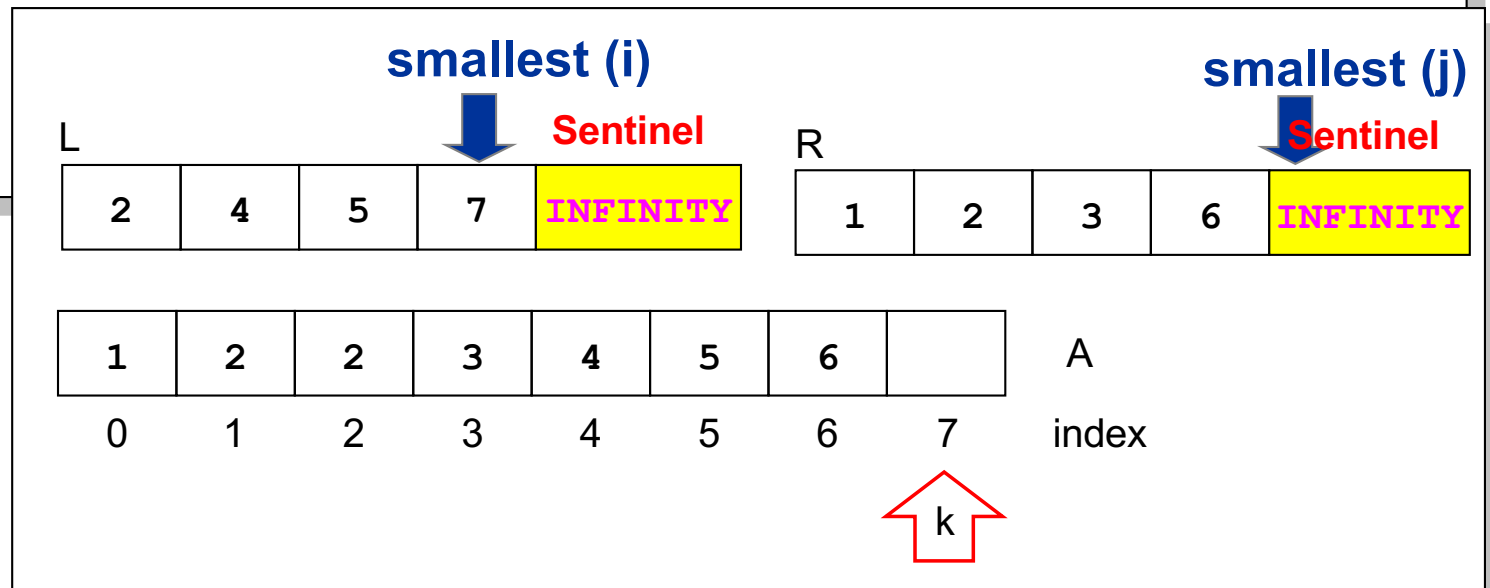 smallest (i)
smallest (j)
L
Sentinel
R
Sentinel
2 4 5 7 INFINITY
1 2 3 6 INFINITY
1 2 2 3 4 5 6 A
0 1 2 3 4 5 6 7 index
k